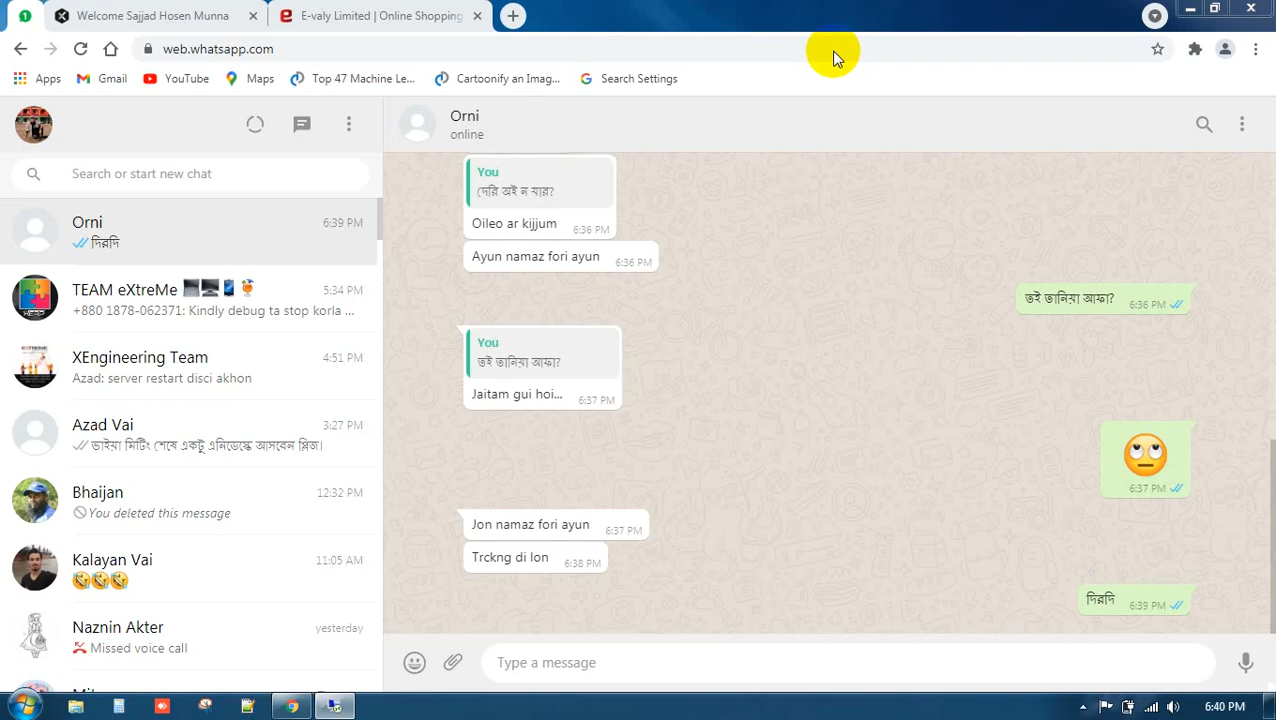 Welcome Sajjad Hosen Munna
E-valy Limited | Online Shopping
web.whatsapp.com
Apps
Gmail
YouTube
Maps
Top 47 Machine Le...
Cartoonify an Imag...
Search Settings
Search or start new chat
Orni
6:39 PM
দিরদি
TEAM eXtreMe
5:34 PM
+880 1878-062371: Kindly debug ta stop korla ...
XEngineering Team
4:51 PM
Azad: server restart disci akhon
Azad Vai
3:27 PM
ভাইয়া মিটিং শেষে একটু এনিডেস্কে আসবেন প্লিজ।
Bhaijan
12:32 PM
You deleted this message
Kalayan Vai
11:05 AM
Naznin Akter
yesterday
Missed voice call
Orni
online
You
দেরি অই ন যার?
Oileo ar kijjum
6:36 PM
Ayun namaz fori ayun
6:36 PM
তই তানিয়া আফা?
6:36 PM
You
তই তানিয়া আফা?
Jaitam gui hoi...
6:37 PM
6:37 PM
Jon namaz fori ayun
6:37 PM
Trckng di lon
6:38 PM
দিরদি
6:39 PM
Type a message
6:40 PM